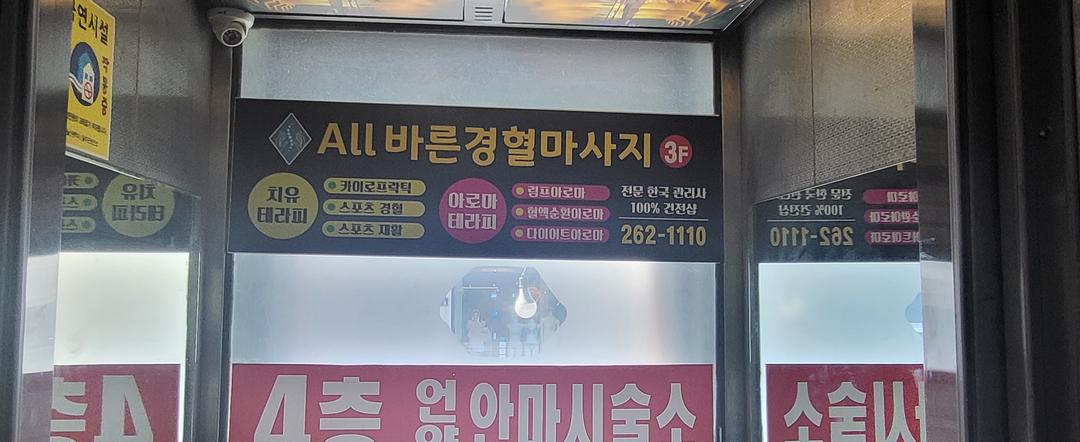 All 바른경혈마사지 3F
치유
테라피
카이로프락틱
스포츠 경혈
스포츠 재활
아로마
테라피
림프아로마
혈액순환아로마
다이어트아로마
전문 한국 관리사
100% 건전샵
262-1110
4층
안마시술소